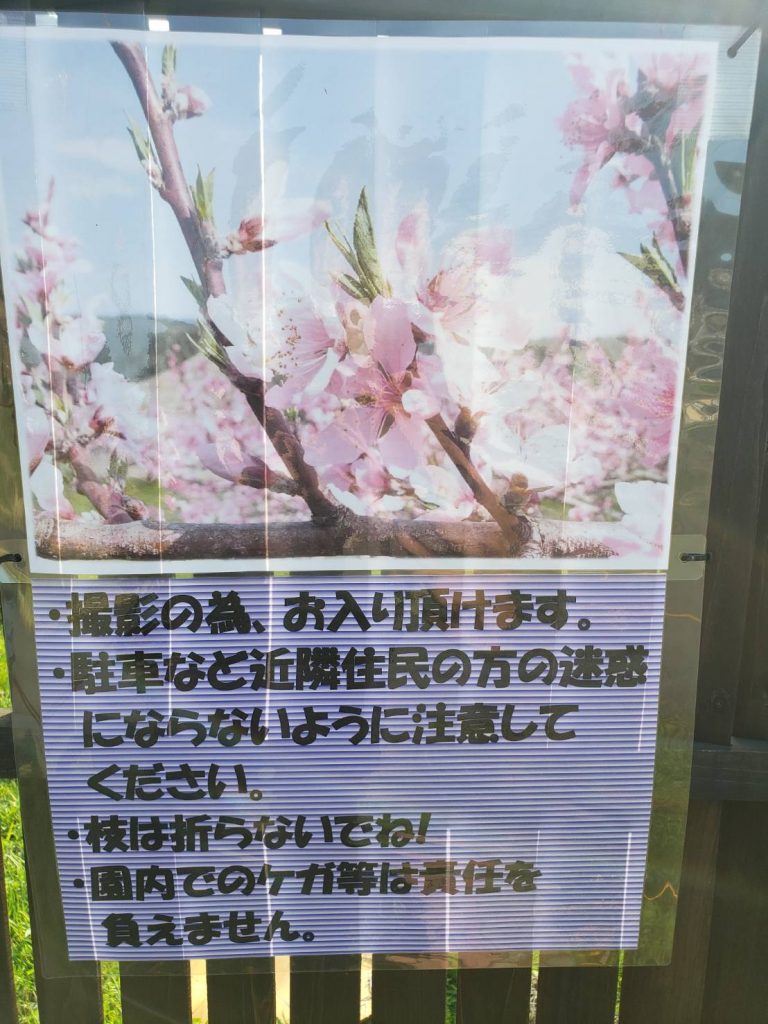 ・撮影の為、お入り頂けます。
・駐車など近隣住民の方の迷惑
にならないように注意して
ください。
・枝は折らないでね!
・園内でのケガ等は責任を
負えません。